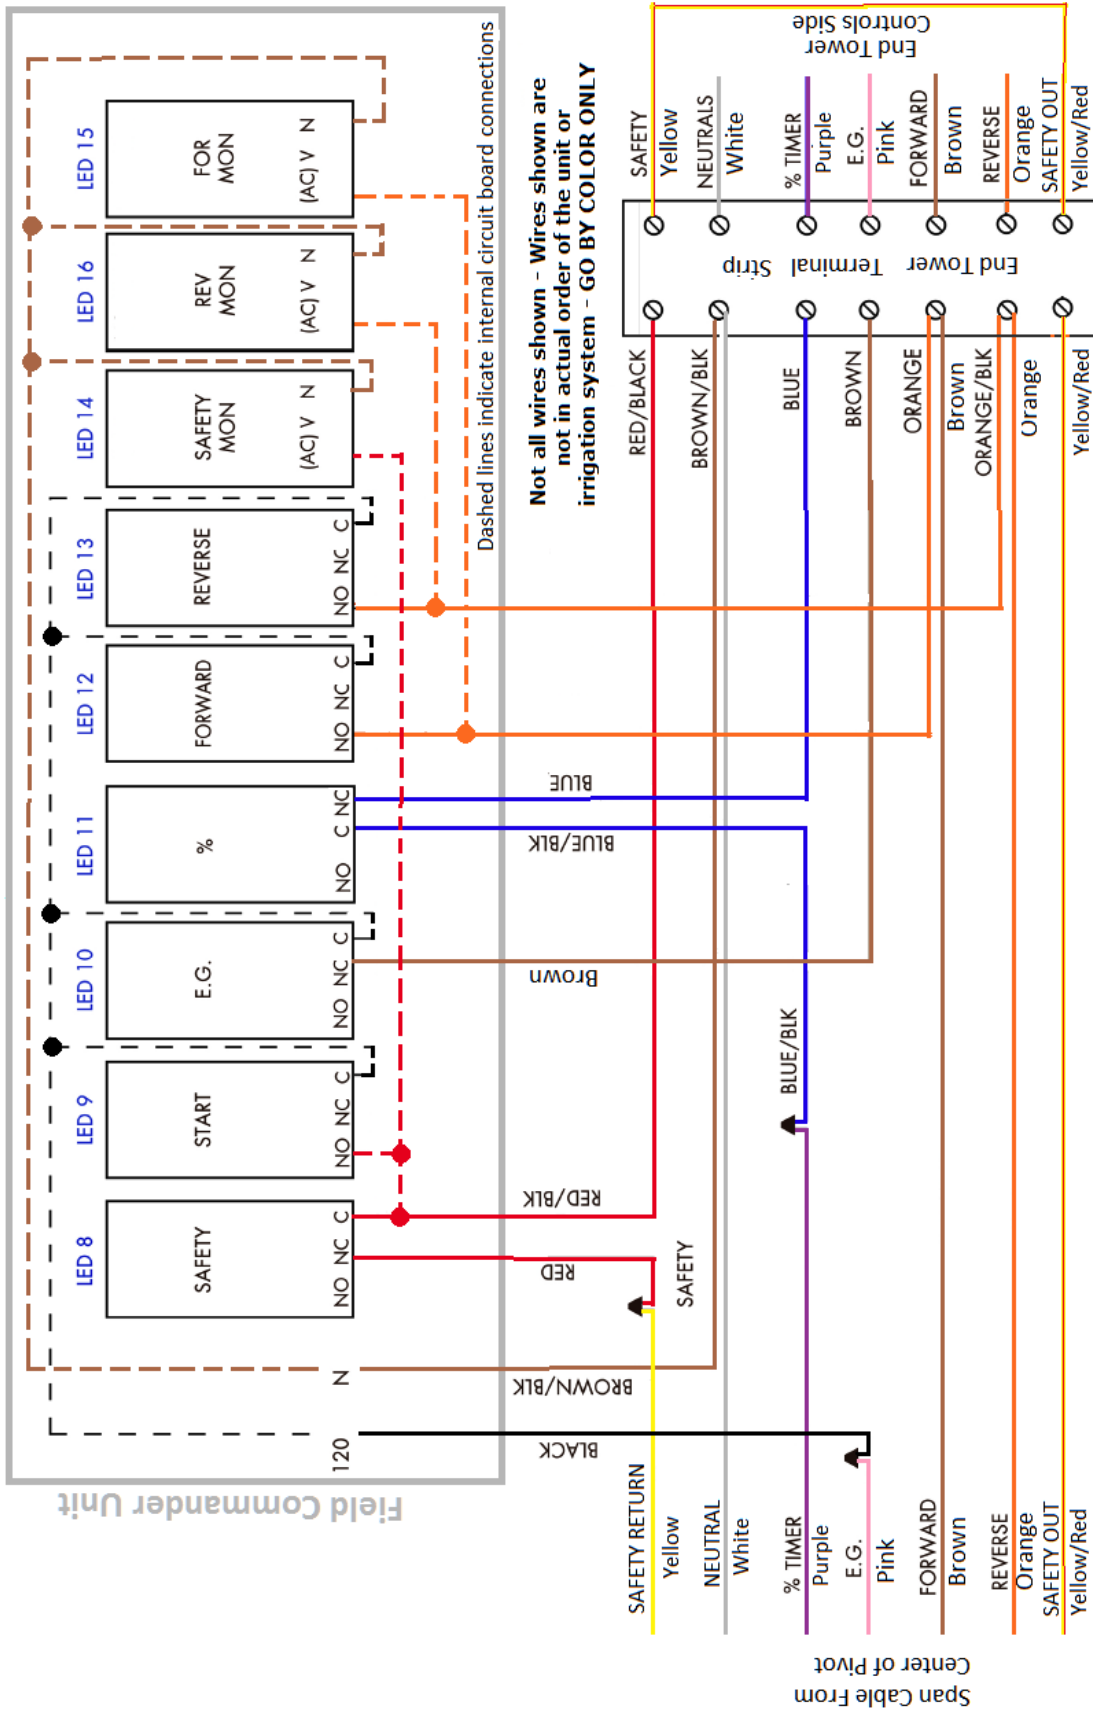 Field Commander Unit
120
N
LED 8
SAFETY
NO NC C
LED 9
START
NO NC C
LED 10
E.G.
NO NC C
LED 11
%
NO C NC
LED 12
FORWARD
NO NC C
LED 13
REVERSE
NO NC C
LED 14
SAFETY
MON
(AC) V N
LED 16
REV
MON
(AC) V N
LED 15
FOR
MON
(AC) V N
Dashed lines indicate internal circuit board connections
Not all wires shown - Wires shown are
not in actual order of the unit or
irrigation system - GO BY COLOR ONLY
BLACK
BROWN/BLK
RED
RED/BLK
Brown
BLUE/BLK
BLUE
SAFETY
BLUE/BLK
RED/BLACK
BROWN/BLK
BLUE
BROWN
ORANGE
Brown
ORANGE/BLK
Orange
Yellow/Red
End Tower Terminal Strip
SAFETY
Yellow
NEUTRALS
White
% TIMER
Purple
E.G.
Pink
FORWARD
Brown
REVERSE
Orange
SAFETY OUT
Yellow/Red
End Tower
Controls Side
SAFETY RETURN
Yellow
NEUTRAL
White
% TIMER
Purple
E.G.
Pink
FORWARD
Brown
REVERSE
Orange
SAFETY OUT
Yellow/Red
Span Cable From
Center of Pivot